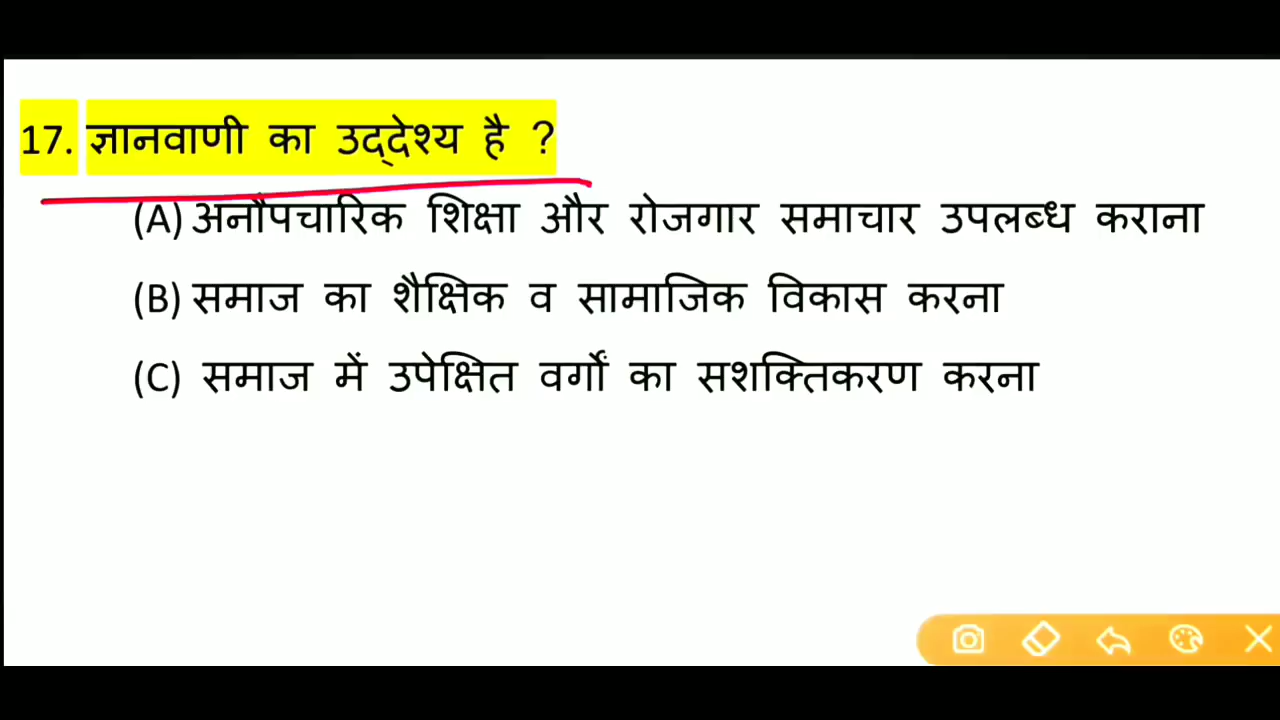 17. ज्ञानवाणी का उद्देश्य है ?
(A) अनौपचारिक शिक्षा और रोजगार समाचार उपलब्ध कराना
(B) समाज का शैक्षिक व सामाजिक विकास करना
(C) समाज में उपेक्षित वर्गों का सशक्तिकरण करना